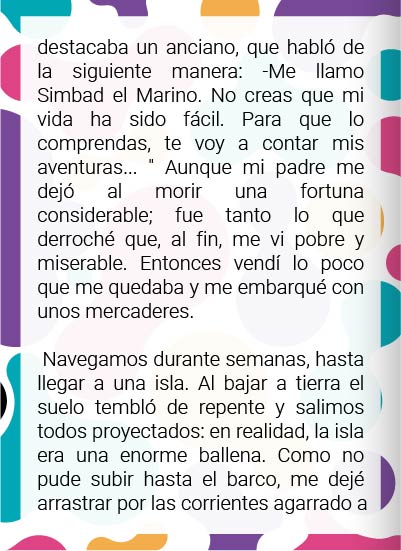 destacaba un anciano, que habló de
la siguiente manera: -Me llamo
Simbad el Marino. No creas que mi
vida ha sido fácil. Para que lo
comprendas, te voy a contar mis
aventuras... " Aunque mi padre me
dejó al morir una fortuna
considerable; fue tanto lo que
derroché que, al fin, me vi pobre y
miserable. Entonces vendí lo poco
que me quedaba y me embarqué con
unos mercaderes.
Navegamos durante semanas, hasta
llegar a una isla. Al bajar a tierra el
suelo tembló de repente y salimos
todos proyectados: en realidad, la isla
era una enorme ballena. Como no
pude subir hasta el barco, me dejé
arrastrar por las corrientes agarrado a